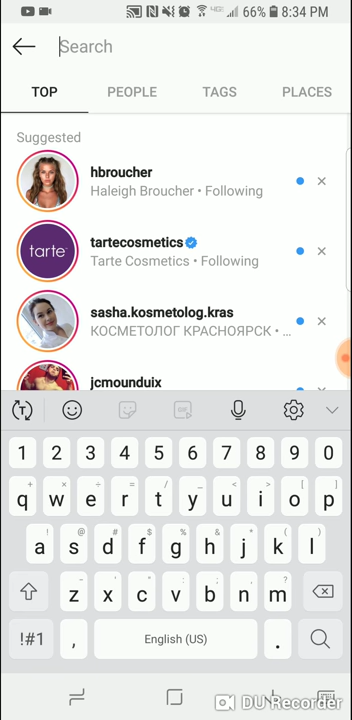 66% 8:34 PM
Search
TOP PEOPLE TAGS PLACES
Suggested
hbroucher
Haleigh Broucher • Following
tarte
tartecosmetics
Tarte Cosmetics • Following
sasha.kosmetolog.kras
КОСМЕТОЛОГ КРАСНОЯРСК • ...
jcmounduix
T GIF
1 2 3 4 5 6 7 8 9 0
+ × ÷ = / _ < > [ ]
q w e r t y u i o p
! @ # $ % & * ( )
a s d f g h j k l
- ' " : ; , ?
z x c v b n m
!#1 , English (US) .
DU Recorder